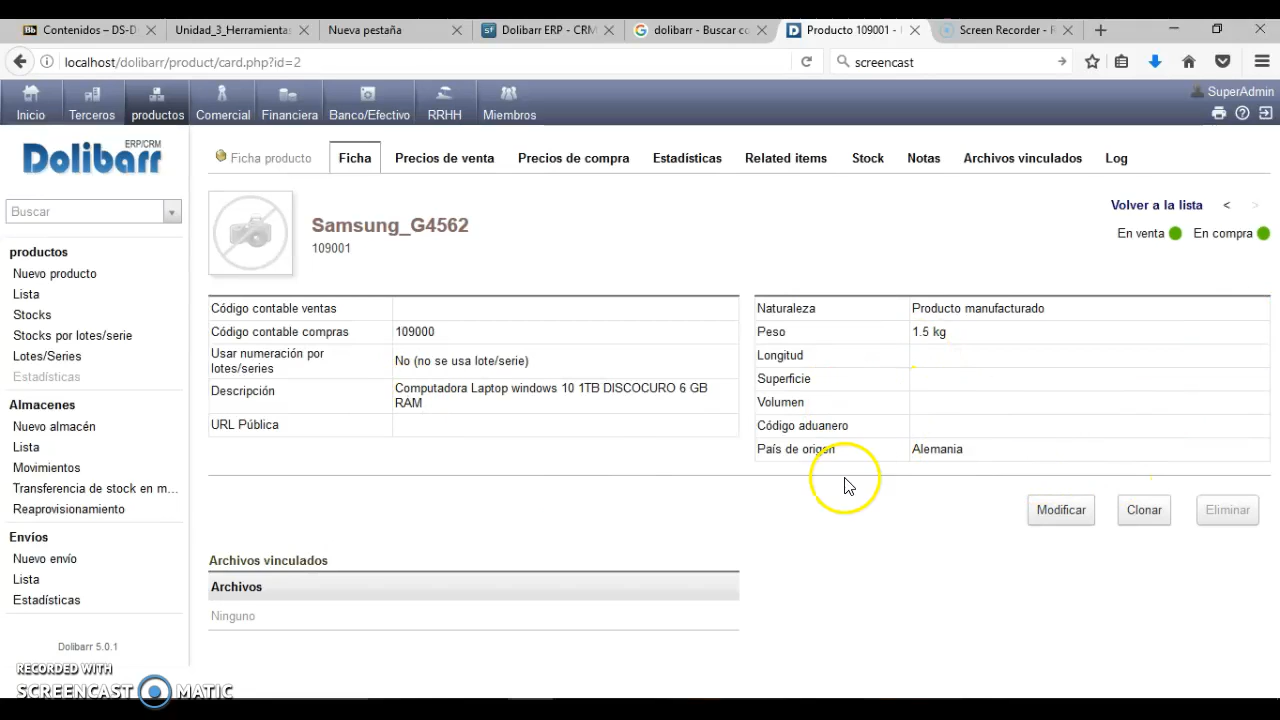 Contenidos – DS-D
Unidad_3_Herramienta
Nueva pestaña
Dolibarr ERP - CRM
dolibarr - Buscar co
Producto 109001 -
Screen Recorder - R
localhost/dolibarr/product/card.php?id=2
screencast
SuperAdmin
Inicio
Terceros
productos
Comercial
Financiera
Banco/Efectivo
RRHH
Miembros
Dolibarr
ERP/CRM
Buscar
productos
Nuevo producto
Lista
Stocks
Stocks por lotes/serie
Lotes/Series
Estadísticas
Almacenes
Nuevo almacén
Lista
Movimientos
Transferencia de stock en m...
Reaprovisionamiento
Envíos
Nuevo envío
Lista
Estadísticas
Dolibarr 5.0.1
Ficha producto
Ficha
Precios de venta
Precios de compra
Estadísticas
Related items
Stock
Notas
Archivos vinculados
Log
Samsung_G4562
109001
Volver a la lista < >
En venta
En compra
Código contable ventas
Código contable compras 109000
Usar numeración por
lotes/series
No (no se usa lote/serie)
Descripción
Computadora Laptop windows 10 1TB DISCOCURO 6 GB
RAM
URL Pública
Naturaleza Producto manufacturado
Peso 1.5 kg
Longitud
Superficie
Volumen
Código aduanero
País de origen Alemania
Modificar
Clonar
Eliminar
Archivos vinculados
Archivos
Ninguno
RECORDED WITH
SCREENCAST MATIC